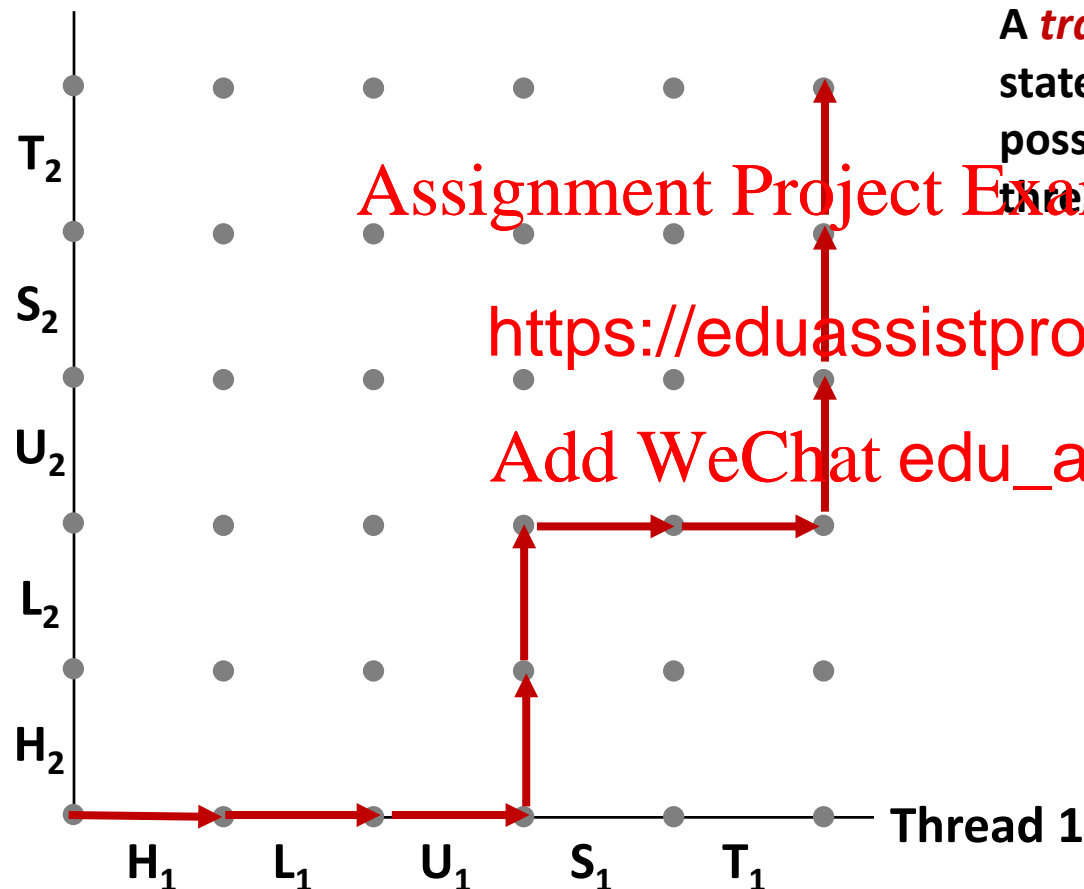 A
state
poss
T₂
Assignment Project
S₂
https://eduassistpro
U₂
Add WeChat edu_a
L₂
H₂
Thread 1
H₁ L₁ U₁ S₁ T₁